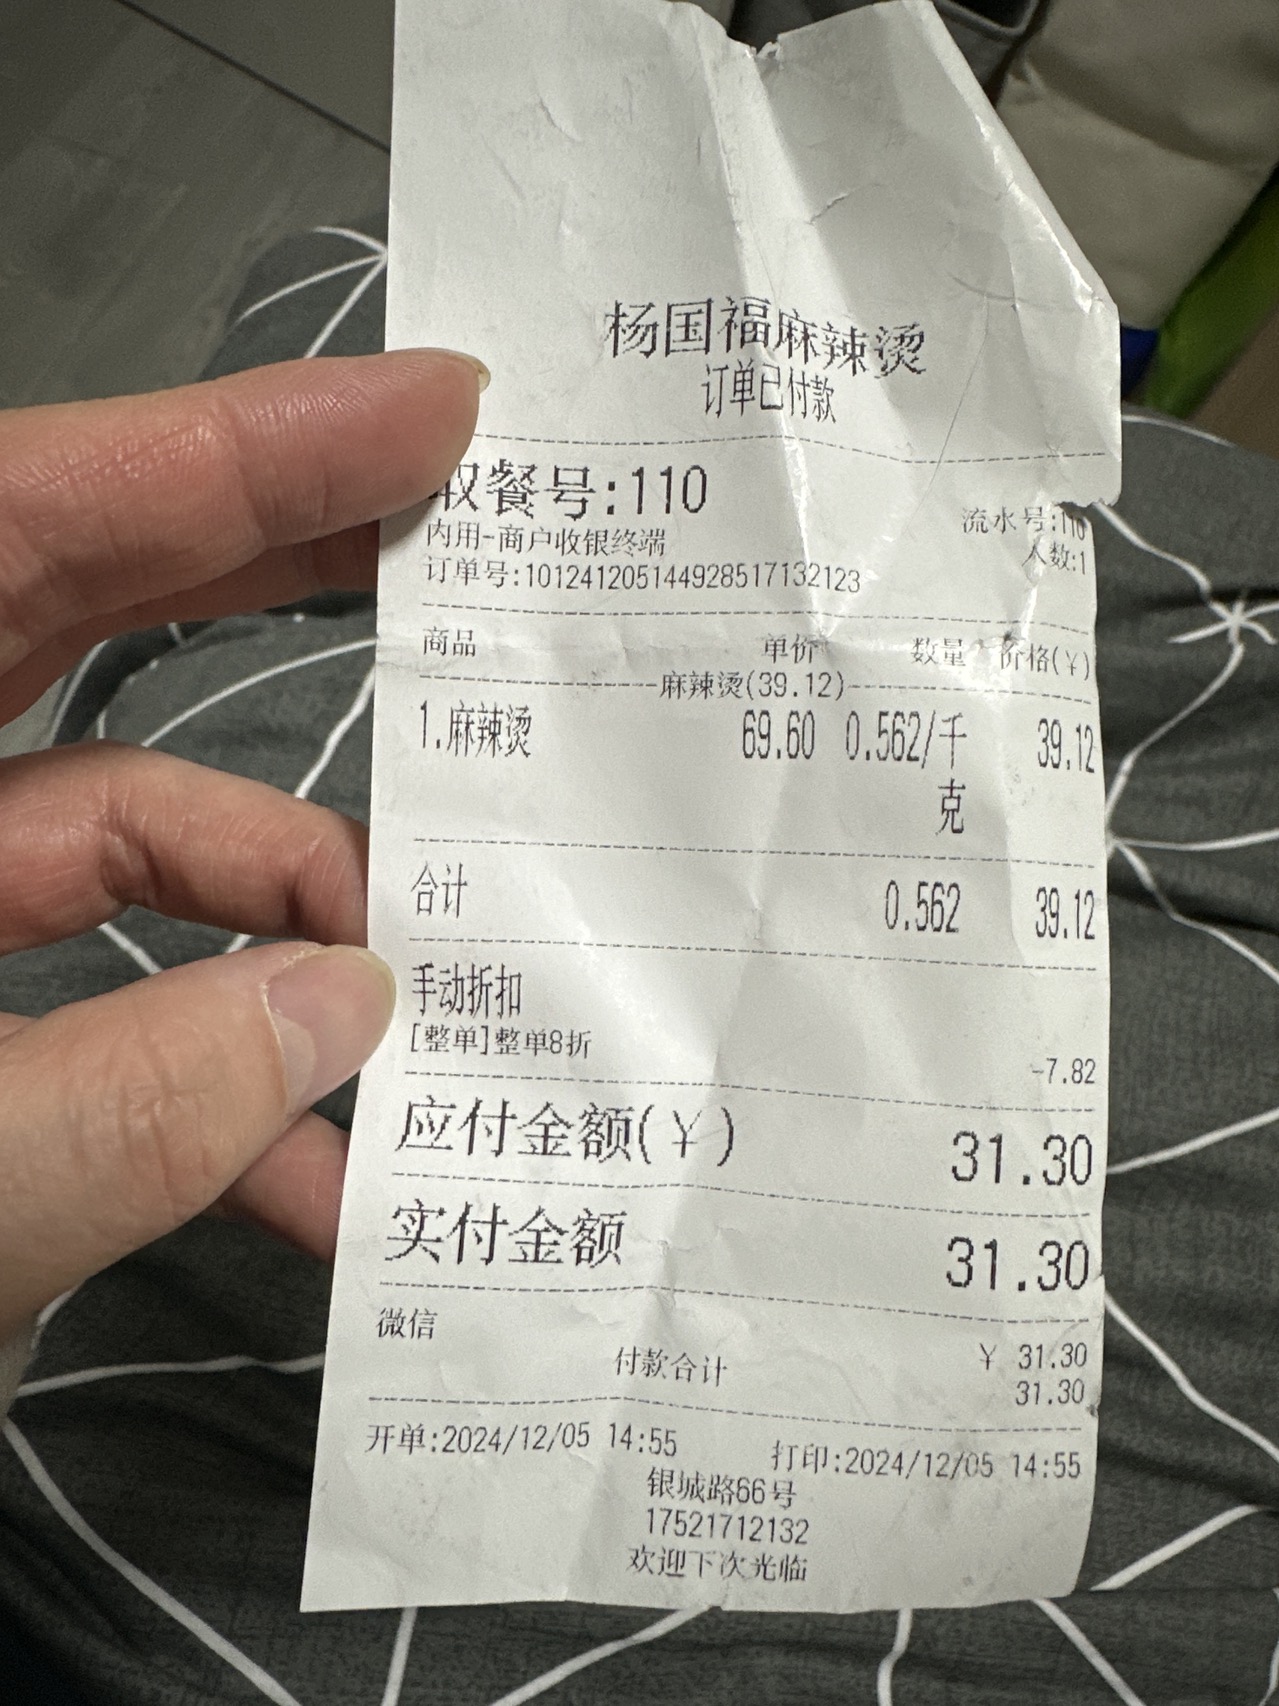 杨国福麻辣烫
订单已付款
取餐号:110
流水号:110
内用-商户收银终端
人数:1
订单号:101241205144928517132123
商品 单价 数量 价格(¥)
麻辣烫(39.12)
1.麻辣烫 69.60 0.562/千 39.12
克
合计 0.562 39.12
手动折扣
[整单]整单8折
-7.82
应付金额(¥) 31.30
实付金额 31.30
微信
¥ 31.30
付款合计 31.30
开单:2024/12/05 14:55 打印:2024/12/05 14:55
银城路66号
17521712132
欢迎下次光临